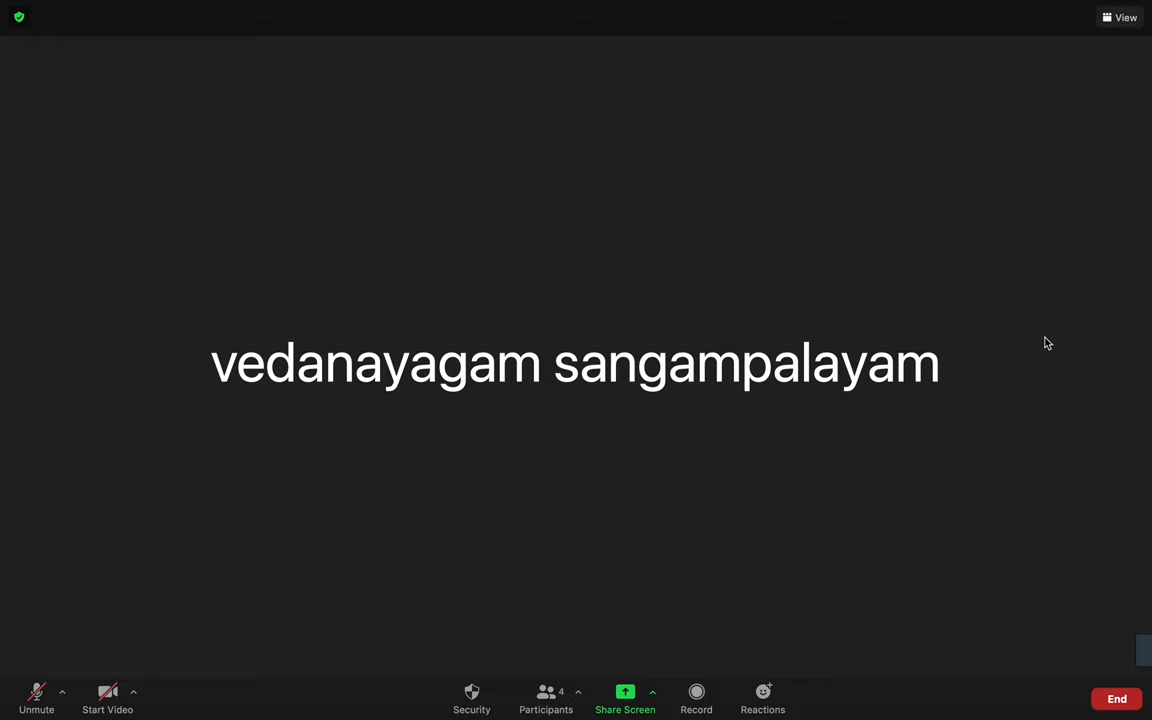 View
vedanayagam sangampalayam
Unmute
Start Video
Security
4
Participants
Share Screen
Record
Reactions
End